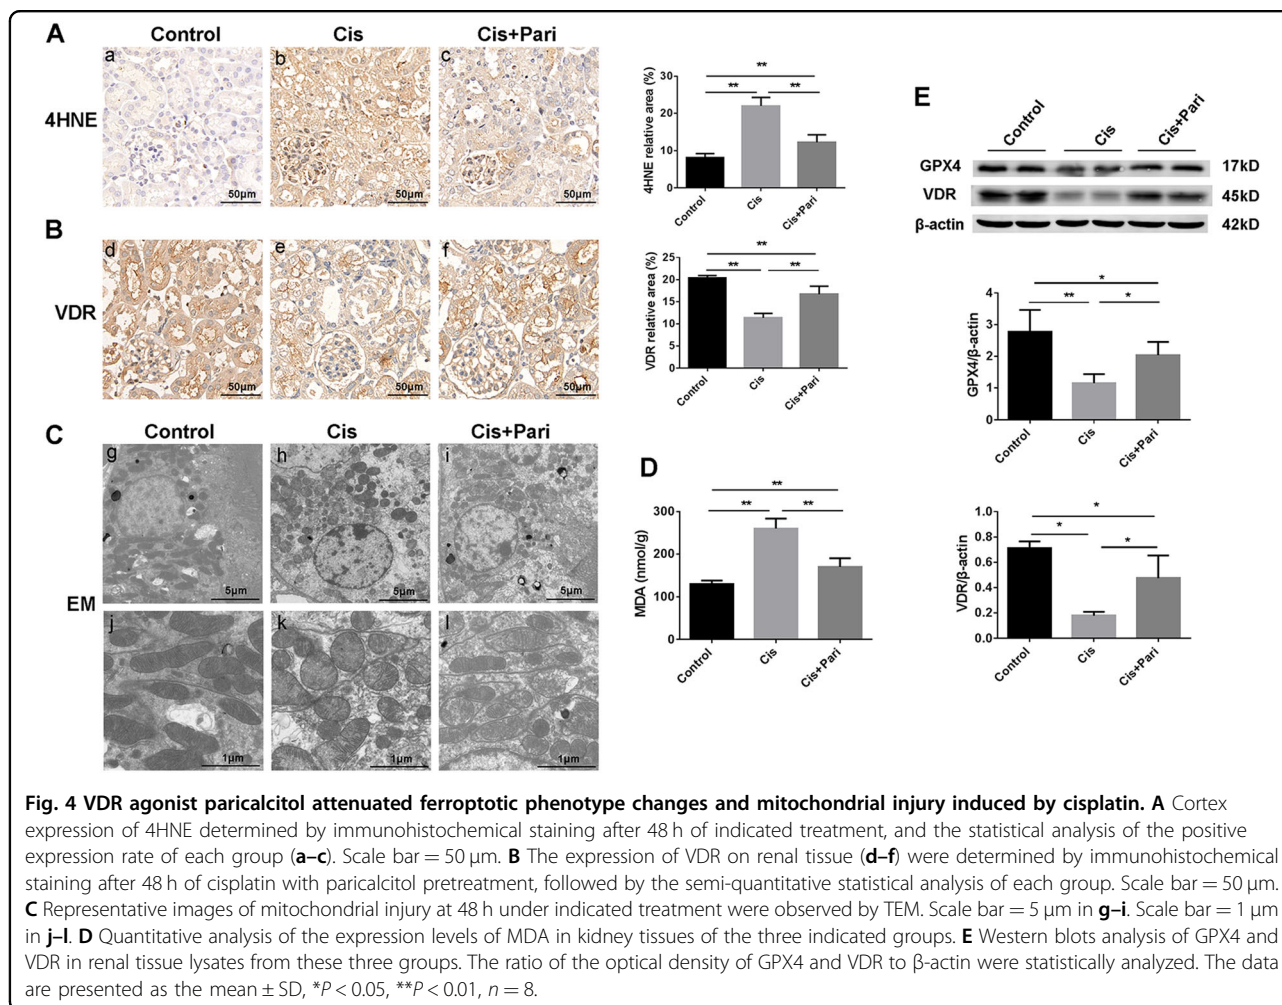 A
Control
Cis
Cis+Pari
a
b
c
4HNE
50µm
50µm
50µm
4HNE relative area (%)
30
20
10
0
**
**
**
Control
Cis
Cis+Pari
B
d
e
f
VDR
50µm
50µm
50µm
VDR relative area (%)
25
20
15
10
5
0
**
**
**
Control
Cis
Cis+Pari
C
Control
Cis
Cis+Pari
g
h
i
5µm
5µm
5µm
EM
j
k
l
1µm
1µm
1µm
D
MDA (nmol/g)
300
200
100
0
**
**
**
Control
Cis
Cis+Pari
E
Control
Cis
Cis+Pari
GPX4
17kD
VDR
45kD
β-actin
42kD
GPX4/β-actin
4
3
2
1
0
*
**
*
Control
Cis
Cis+Pari
VDR/β-actin
1.0
0.8
0.6
0.4
0.2
0.0
*
*
*
Control
Cis
Cis+Pari
Fig. 4 VDR agonist paricalcitol attenuated ferroptotic phenotype changes and mitochondrial injury induced by cisplatin. A Cortex
expression of 4HNE determined by immunohistochemical staining after 48 h of indicated treatment, and the statistical analysis of the positive
expression rate of each group (a–c). Scale bar = 50 µm. B The expression of VDR on renal tissue (d–f) were determined by immunohistochemical
staining after 48 h of cisplatin with paricalcitol pretreatment, followed by the semi-quantitative statistical analysis of each group. Scale bar = 50 µm.
C Representative images of mitochondrial injury at 48 h under indicated treatment were observed by TEM. Scale bar = 5 µm in g–i. Scale bar = 1 µm
in j–l. D Quantitative analysis of the expression levels of MDA in kidney tissues of the three indicated groups. E Western blots analysis of GPX4 and
VDR in renal tissue lysates from these three groups. The ratio of the optical density of GPX4 and VDR to β-actin were statistically analyzed. The data
are presented as the mean ± SD, *P < 0.05, **P < 0.01, n = 8.